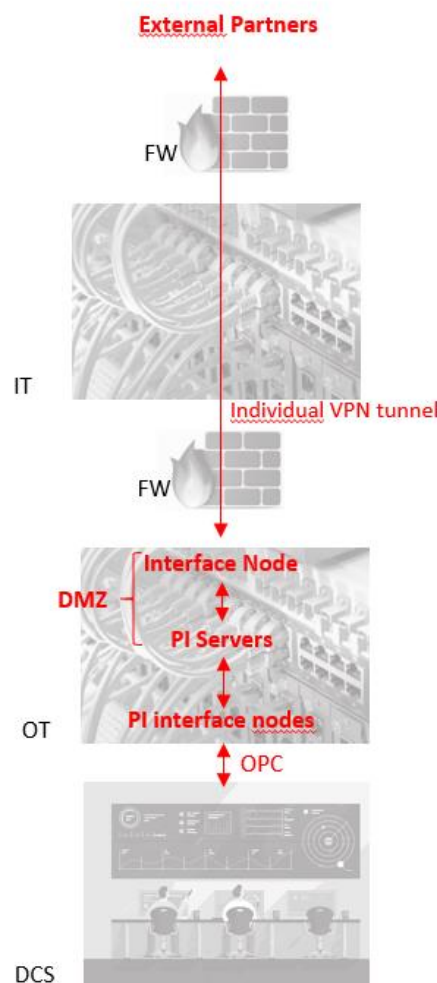 External Partners
FW
IT
Individual VPN tunnel
FW
Interface Node
DMZ
PI Servers
PI interface nodes
OT
OPC
DCS